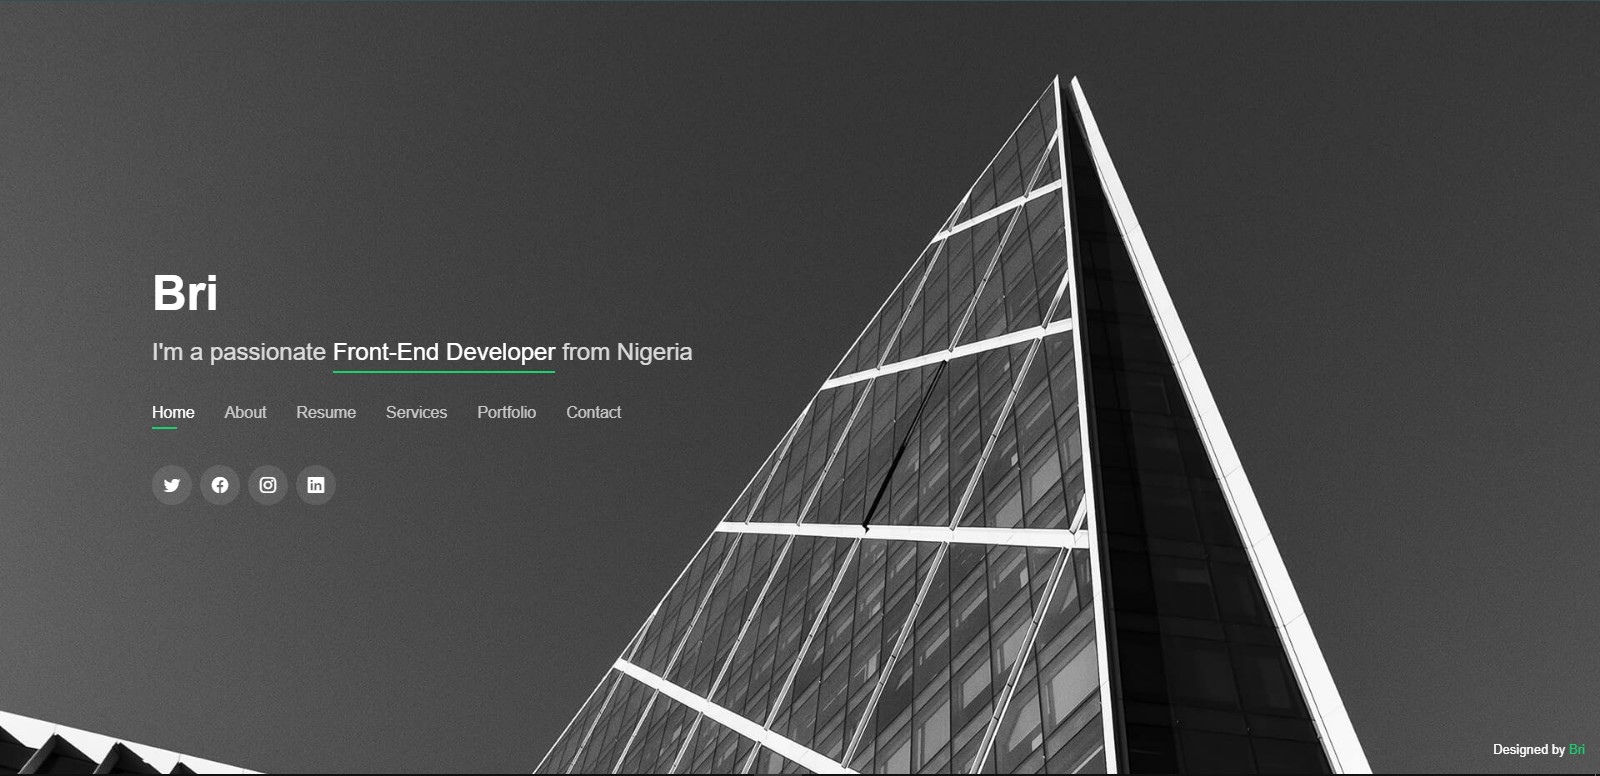 Bri
I'm a passionate Front-End Developer from Nigeria
Home About Resume Services Portfolio Contact
Designed by Bri